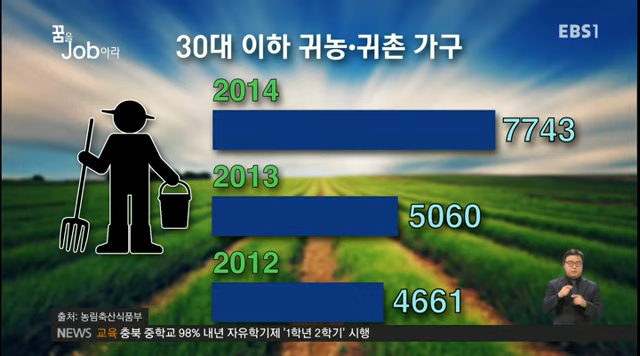 꿈을
Job아라
EBS1
30대 이하 귀농·귀촌 가구
2014
7743
2013
5060
2012
4661
출처: 농림축산식품부
NEWS 교육 충북 중학교 98% 내년 자유학기제 '1학년 2학기' 시행